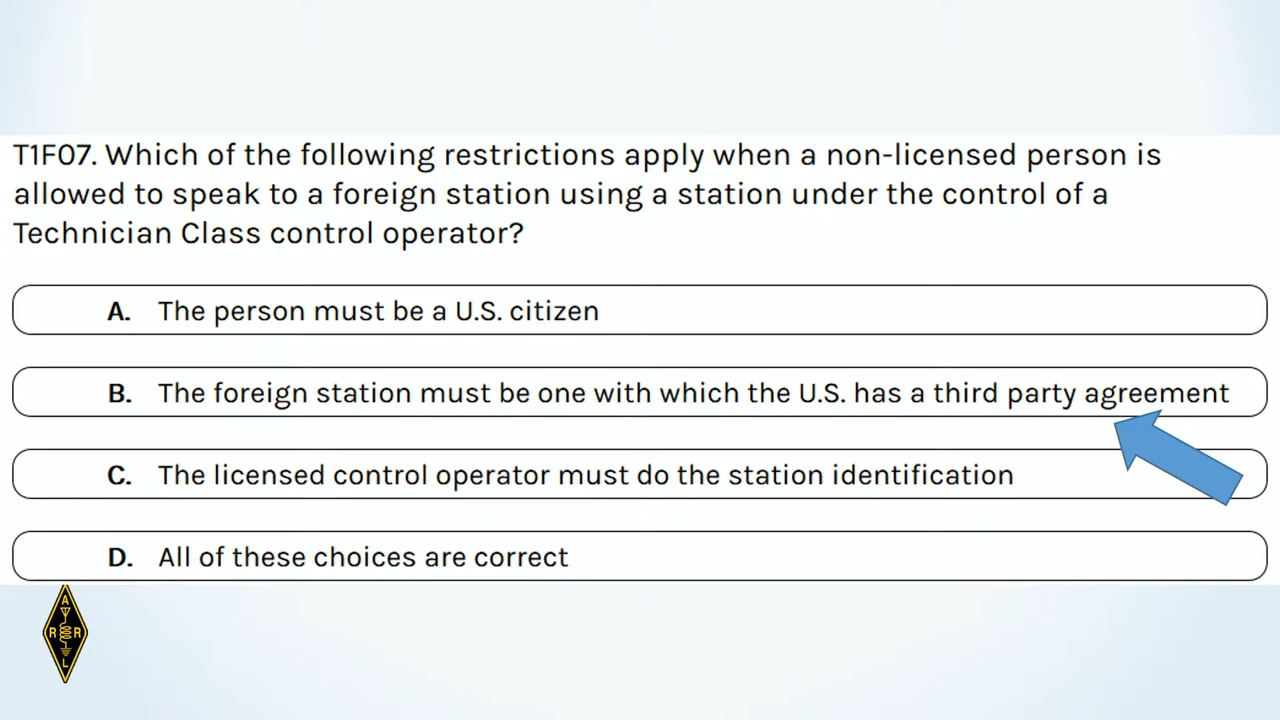 T1F07. Which of the following restrictions apply when a non-licensed person is
allowed to speak to a foreign station using a station under the control of a
Technician Class control operator?
A. The person must be a U.S. citizen
B. The foreign station must be one with which the U.S. has a third party agreement
C. The licensed control operator must do the station identification
D. All of these choices are correct
A
R R
L